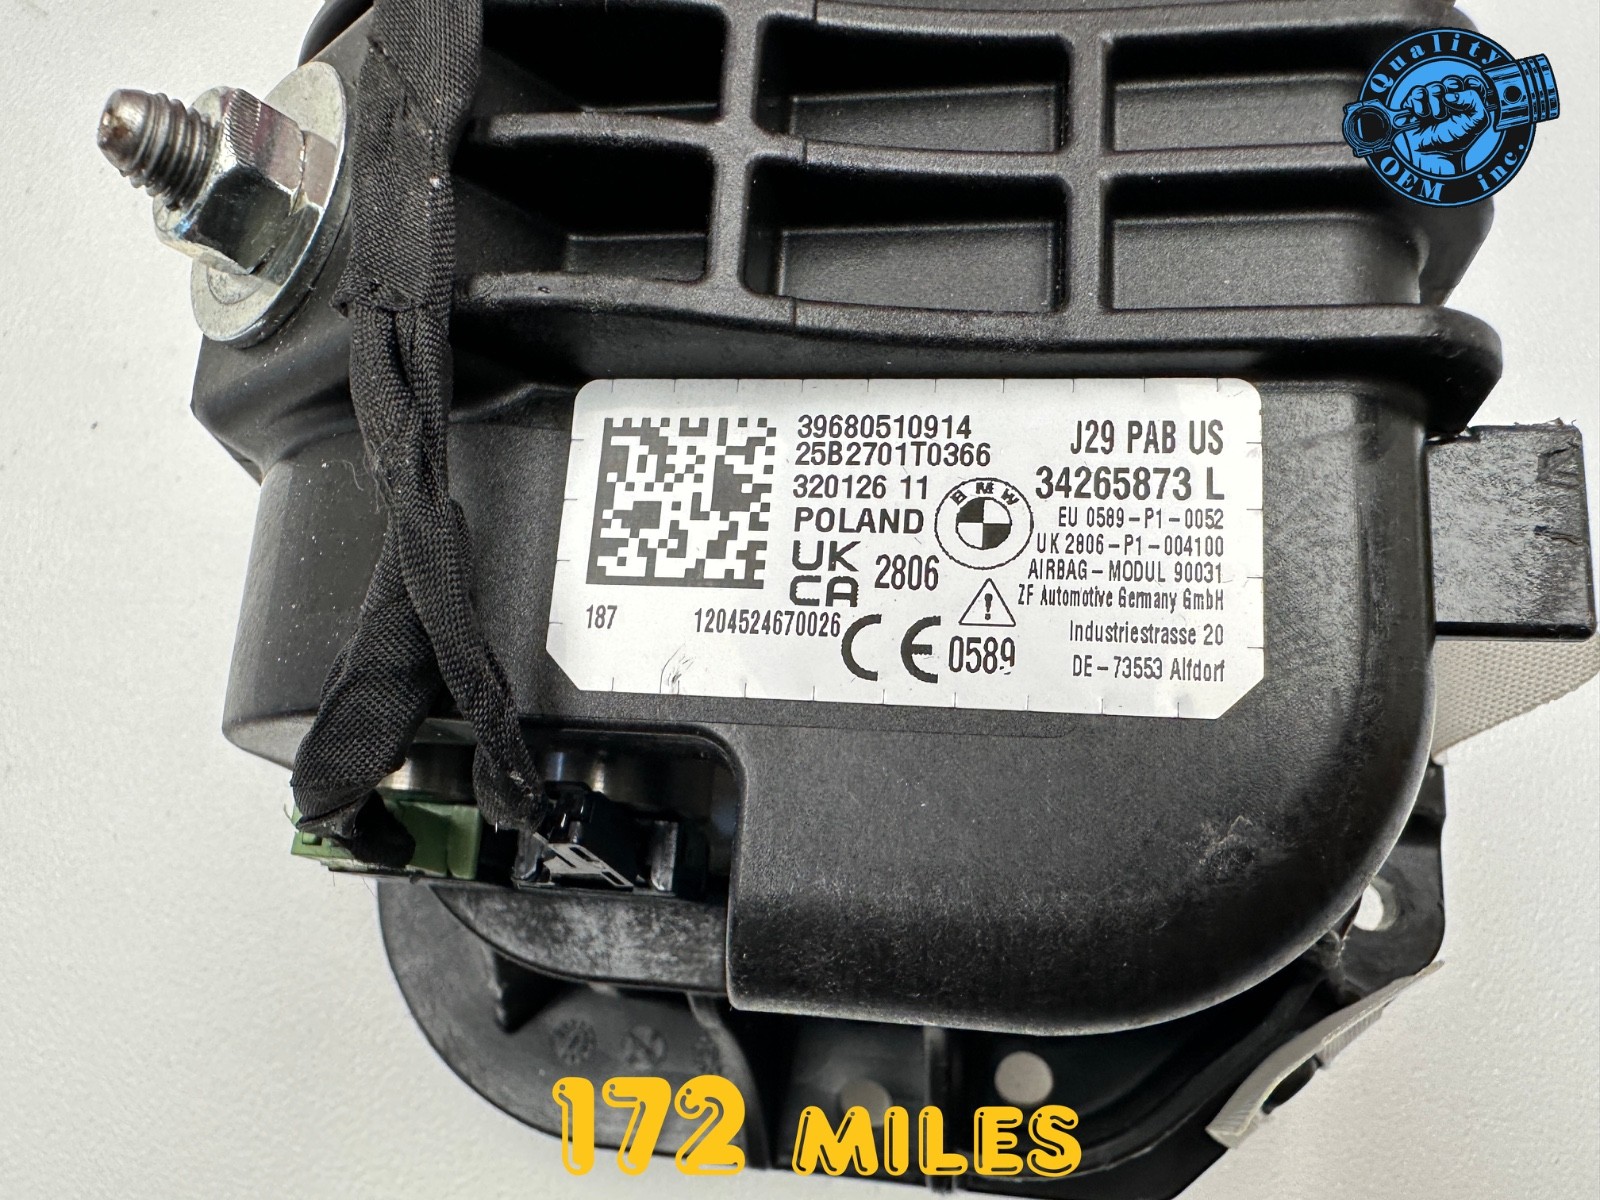 Quality
OEM inc.
39680510914
25B2701T0366
320126 11
POLAND
UK
CA
2806
187
1204524670026
BMW
CE 0589
J29 PAB US
34265873 L
EU 0589-P1-0052
UK 2806-P1-004100
AIRBAG-MODUL 90031
ZF Automotive Germany GmbH
Industriestrasse 20
DE-73553 Alfdorf
172 MILES